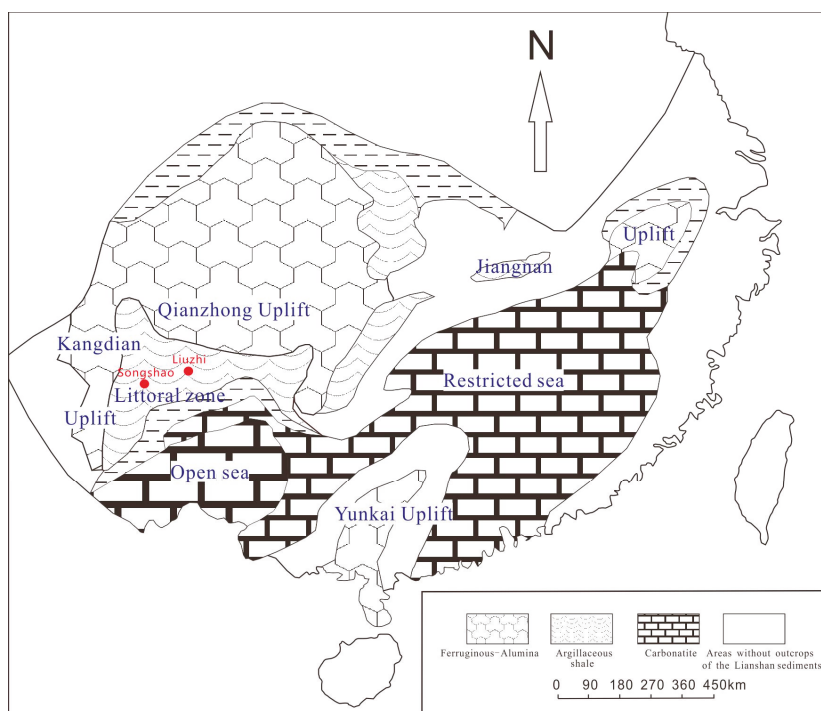 N
Uplift
Jiangnan
Qianzhong Uplift
Kangdian
Liuzhi
Songshao
Restricted sea
Littoral zone
Uplift
Open sea
Yunkai Uplift
Ferruginous-Alumina
Argillaceous
shale
Carbonatite
Areas without outcrops
of the Lianshan sediments
0 90 180 270 360 450km